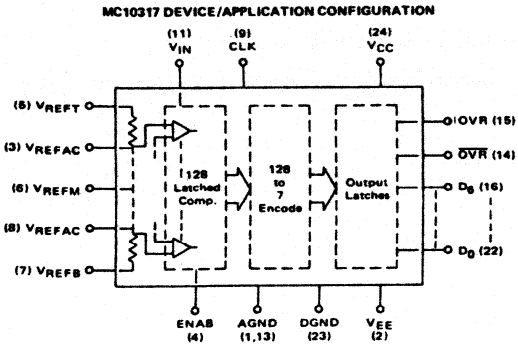 MC10317 DEVICE/APPLICATION CONFIGURATION
(11) (9) (24)
VIN CLK VCC
(5) VREFT
OVR (15)
(3) VREFAC
OVR (14)
128 128
Latched to Output
Comp. 7 Latches
Encode
(6) VREFM
D6 (16)
(8) VREFAC
D0 (22)
(7) VREFB
ENAB AGND DGND VEE
(4) (1,13) (23) (2)